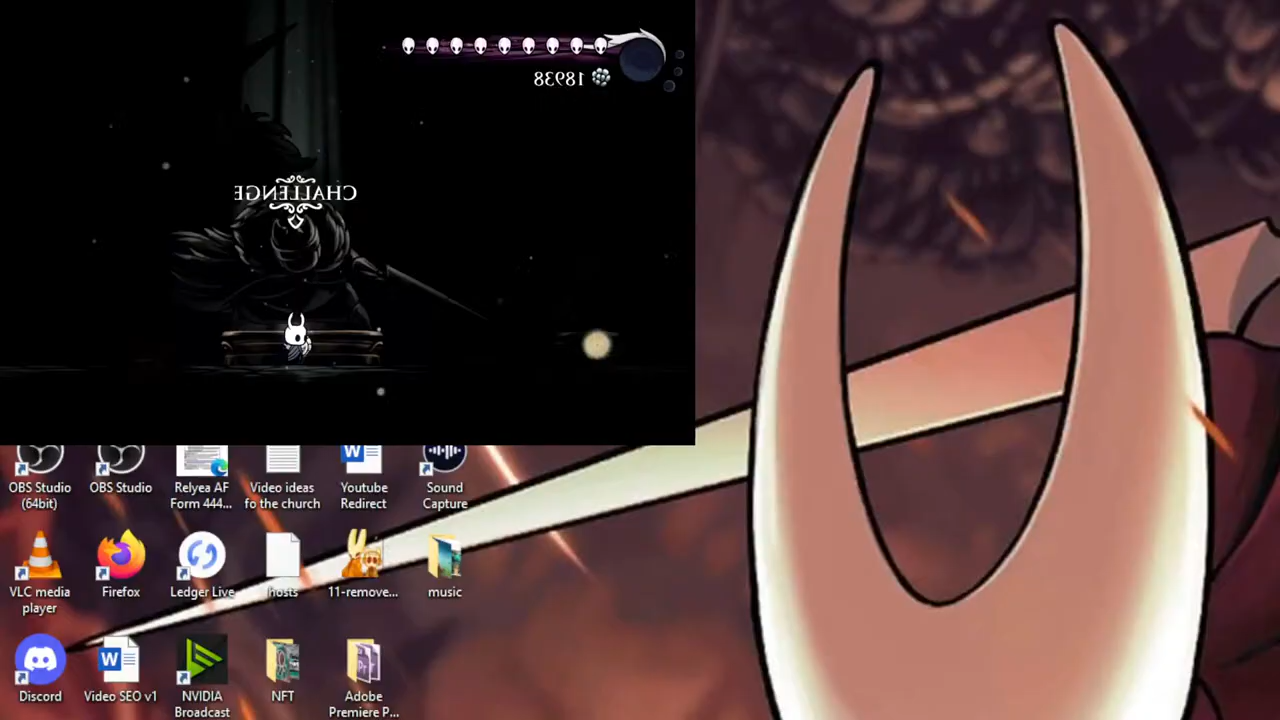 18938
CHALLENGE
OBS Studio
(64bit)
OBS Studio
Relyea AF
Form 444...
Video ideas
fo the church
Youtube
Redirect
Sound
Capture
VLC media
player
Firefox
Ledger Live
hosts
11-remove...
music
Discord
Video SEO v1
NVIDIA
Broadcast
NFT
Adobe
Premiere P...